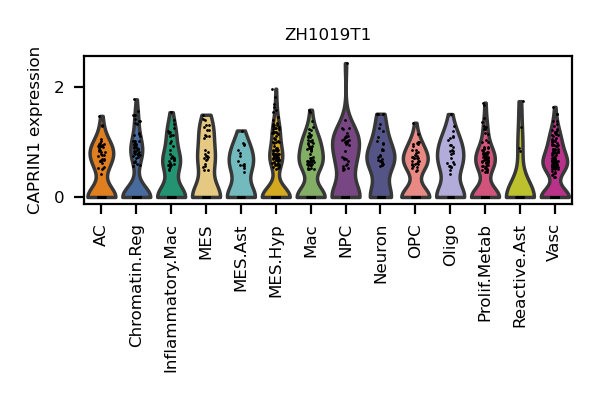 ZH1019T1
CAPRIN1 expression
2
0
AC
Chromatin.Reg
Inflammatory.Mac
MES
MES.Ast
MES.Hyp
Mac
NPC
Neuron
OPC
Oligo
Prolif.Metab
Reactive.Ast
Vasc